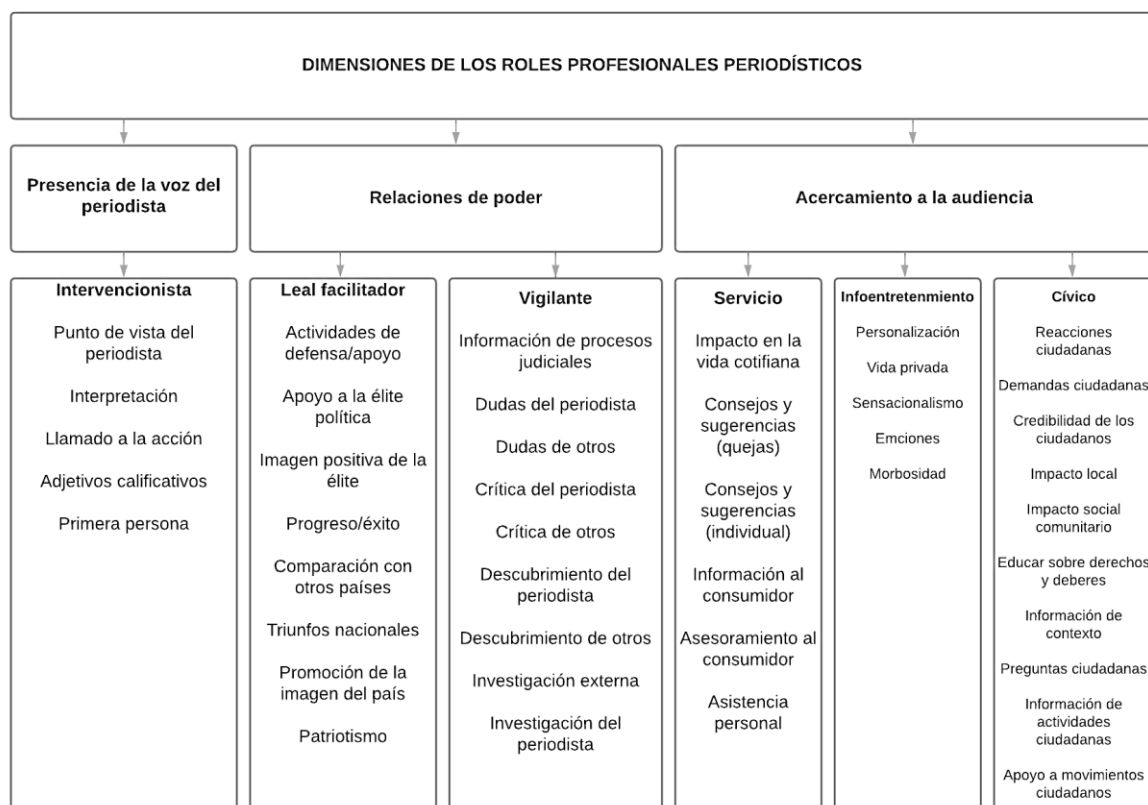 DIMENSIONES DE LOS ROLES PROFESIONALES PERIODÍSTICOS
Presencia de la voz del
periodista
Relaciones de poder
Acercamiento a la audiencia
Intervencionista
Punto de vista del
periodista
Interpretación
Llamado a la acción
Adjetivos calificativos
Primera persona
Leal facilitador
Actividades de
defensa/apoyo
Apoyo a la élite
política
Imagen positiva de la
élite
Progreso/éxito
Comparación con
otros países
Triunfos nacionales
Promoción de la
imagen del país
Patriotismo
Vigilante
Información de procesos
judiciales
Dudas del periodista
Dudas de otros
Crítica del periodista
Crítica de otros
Descubrimiento del
periodista
Descubrimiento de otros
Investigación externa
Investigación del
periodista
Servicio
Impacto en la
vida cotifiana
Consejos y
sugerencias
(quejas)
Consejos y
sugerencias
(individual)
Información al
consumidor
Asesoramiento al
consumidor
Asistencia
personal
Infoentretenmiento
Personalización
Vida privada
Sensacionalismo
Emciones
Morbosidad
Cívico
Reacciones
ciudadanas
Demandas ciudadanas
Credibilidad de los
ciudadanos
Impacto local
Impacto social
comunitario
Educar sobre derechos
y deberes
Información de
contexto
Preguntas ciudadanas
Información de
actividades
ciudadanas
Apoyo a movimientos
ciudadanos